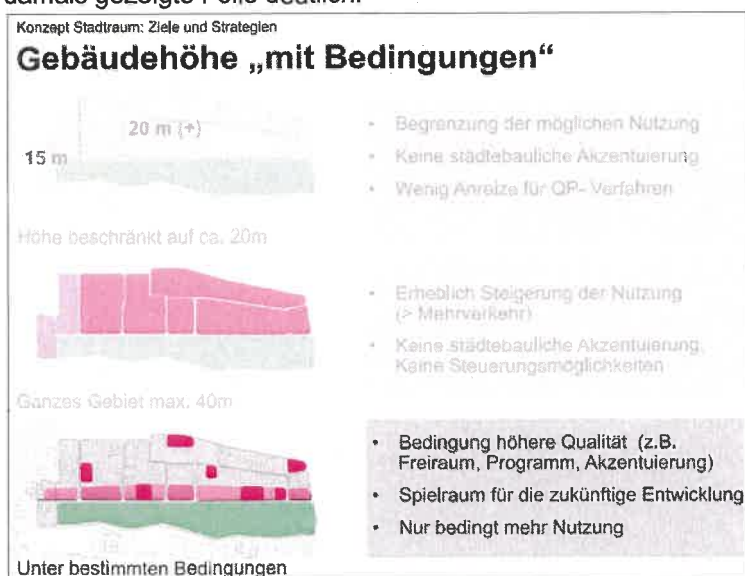 damals gezeigte Folie deutlich:
Konzept Stadtraum: Ziele und Strategien
Gebäudehöhe „mit Bedingungen“
20 m (+)
15 m
• Begrenzung der möglichen Nutzung
• Keine städtebauliche Akzentuierung
• Wenig Anreize für QP- Verfahren
Höhe beschränkt auf ca. 20m
• Erheblich Steigerung der Nutzung
(> Mehrverkehr)
• Keine städtebauliche Akzentuierung,
Keine Steuerungsmöglichkeiten
Ganzes Gebiet max. 40m
• Bedingung höhere Qualität (z.B.
Freiraum, Programm, Akzentuierung)
• Spielraum für die zukünftige Entwicklung
• Nur bedingt mehr Nutzung
Unter bestimmten Bedingungen